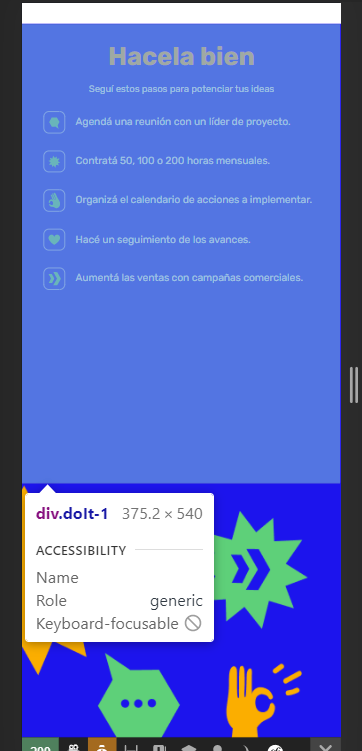 Hacela bien
Seguí estos pasos para potenciar tus ideas
Agendá una reunión con un líder de proyecto.
Contratá 50, 100 o 200 horas mensuales.
Organizá el calendario de acciones a implementar.
Hacé un seguimiento de los avances.
Aumentá las ventas con campañas comerciales.
div.doIt-1 375.2 × 540
ACCESSIBILITY
Name
Role generic
Keyboard-focusable
200